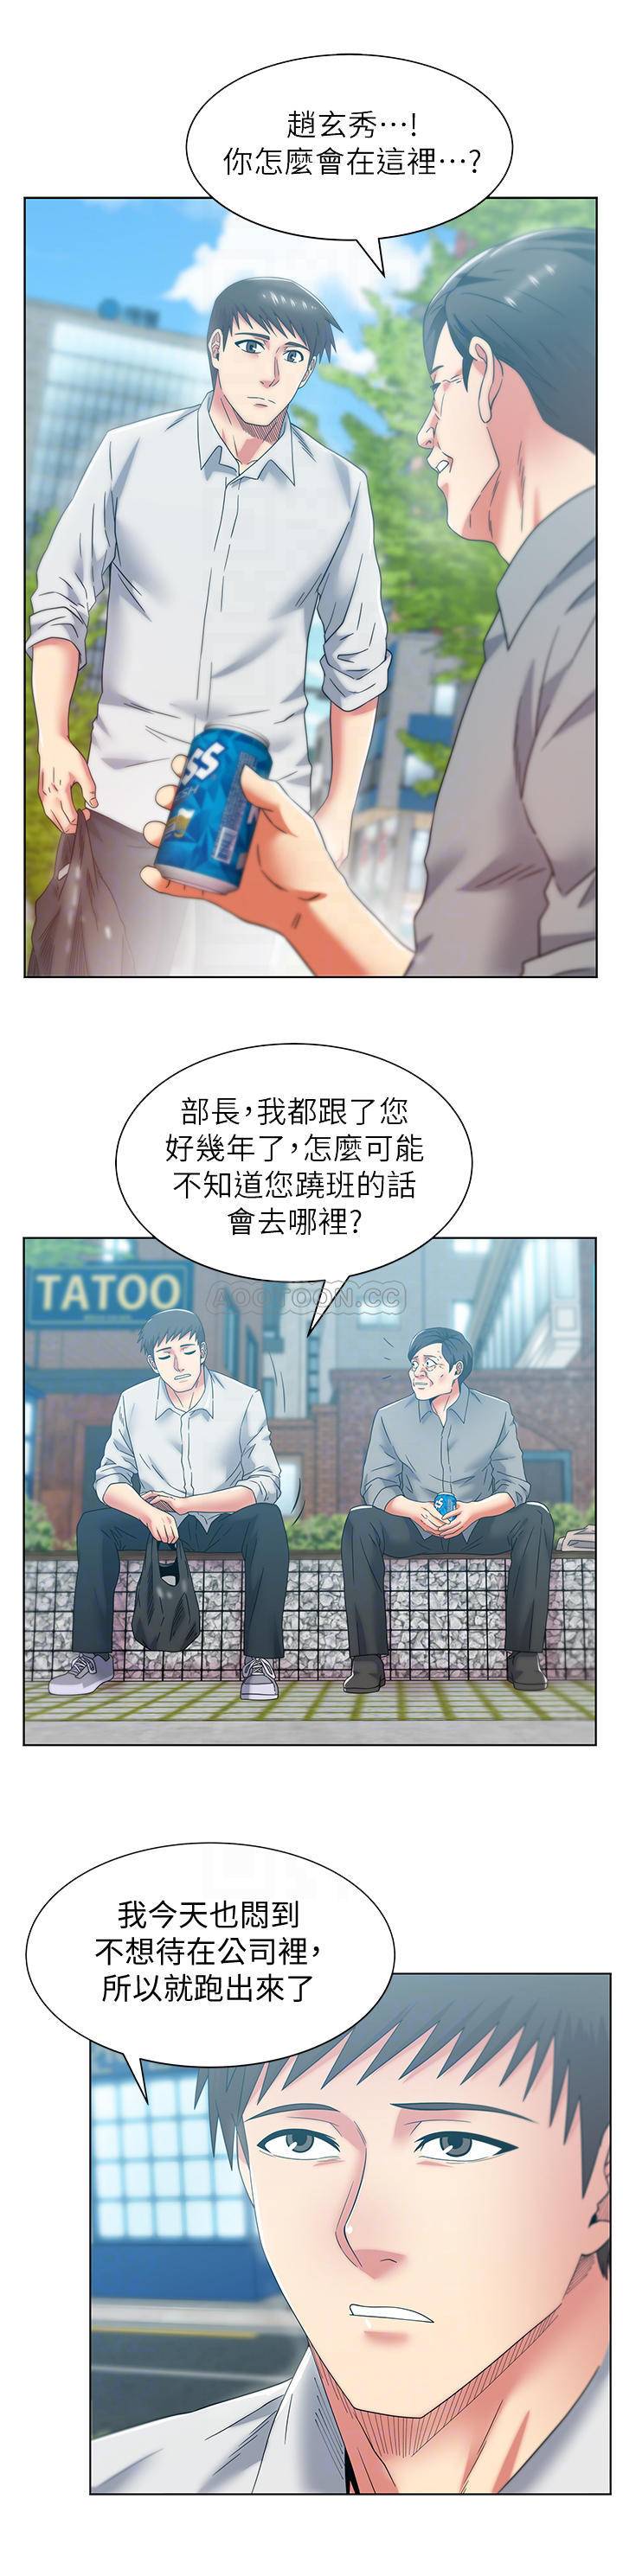 趙玄秀⋯!
你怎麼會在這裡⋯?
SS
部長,我都跟了您
好幾年了,怎麼可能
不知道您蹺班的話
會去哪裡?
TATOO
AOOTOON.CC
我今天也悶到
不想待在公司裡,
所以就跑出來了